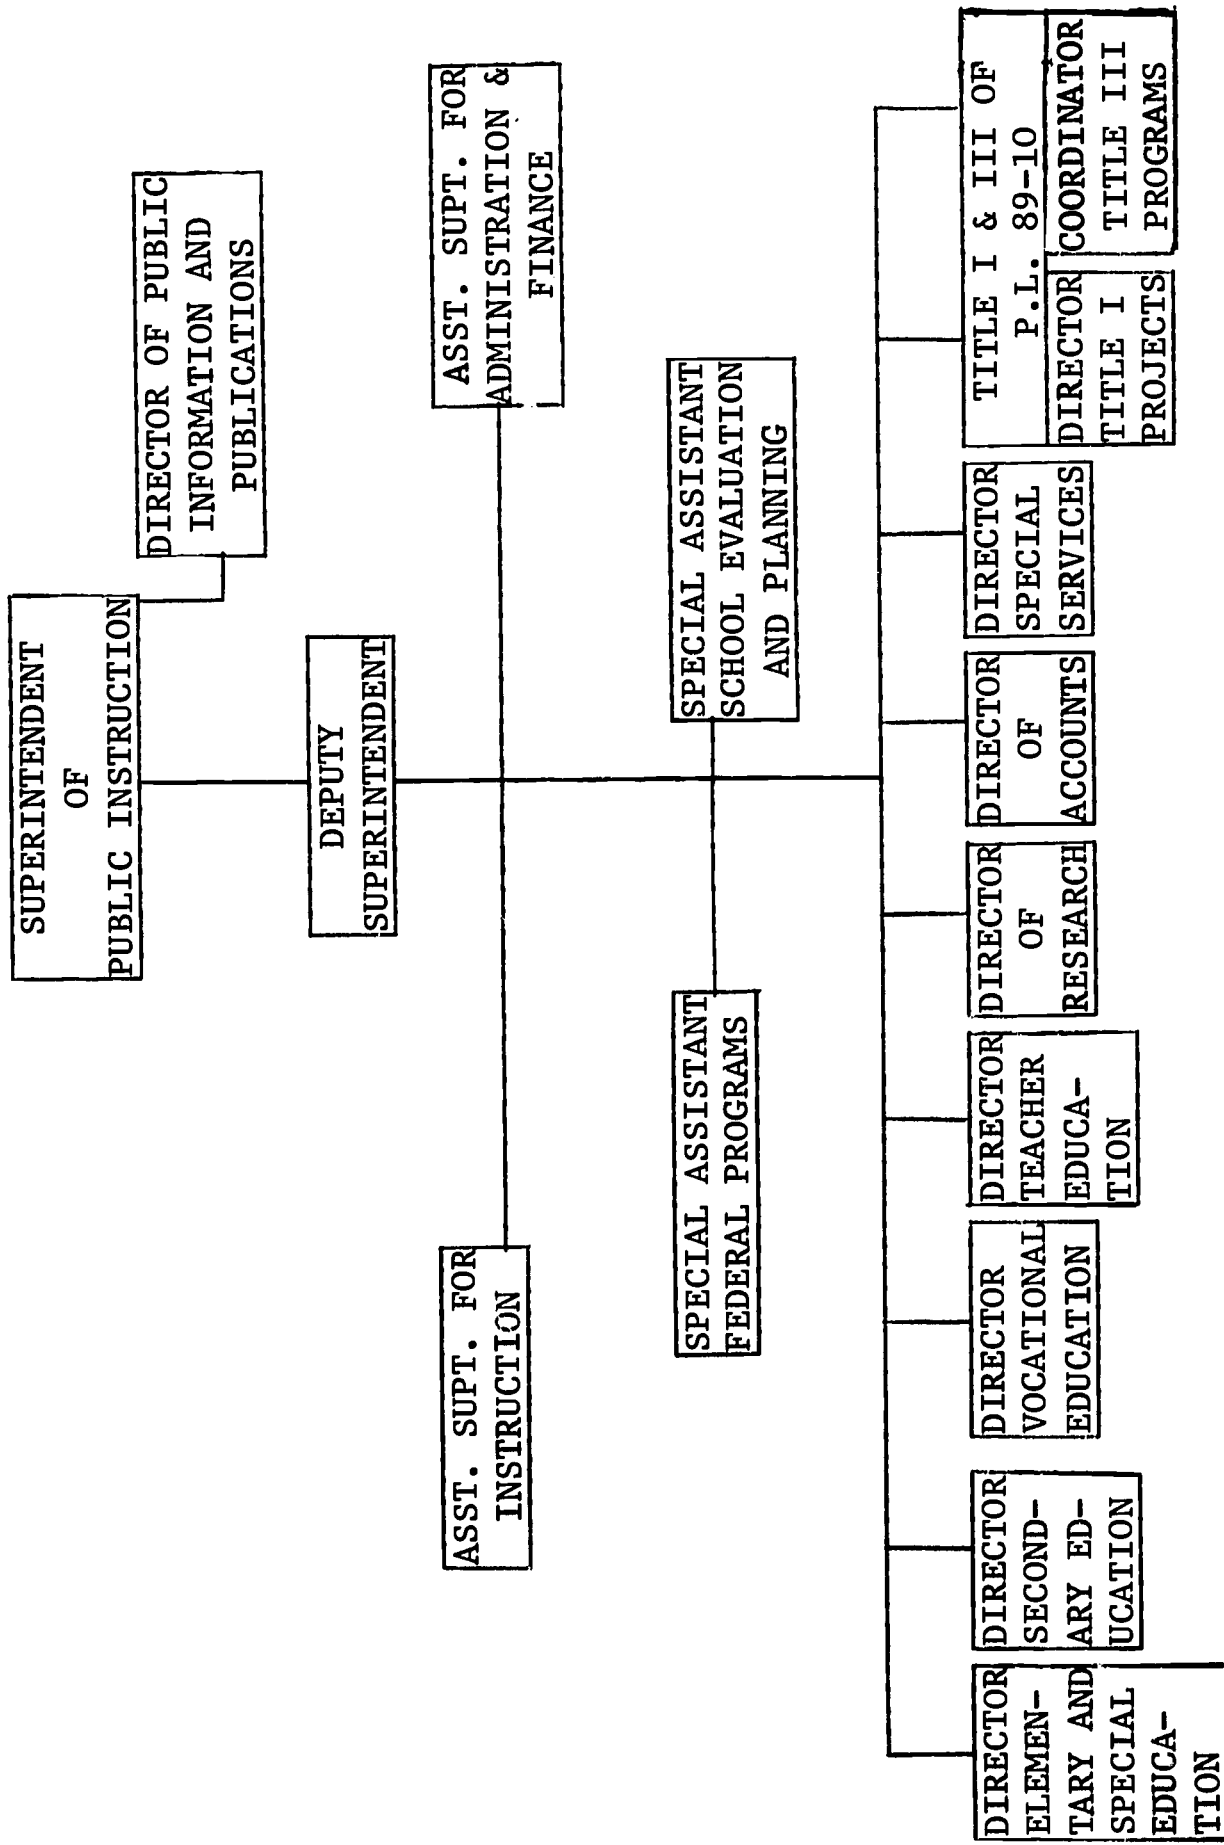 SUPERINTENDENT
OF
PUBLIC INSTRUCTION
DIRECTOR OF PUBLIC
INFORMATION AND
PUBLICATIONS
DEPUTY
SUPERINTENDENT
ASST. SUPT. FOR
INSTRUCTION
ASST. SUPT. FOR
ADMINISTRATION &
FINANCE
SPECIAL ASSISTANT
FEDERAL PROGRAMS
SPECIAL ASSISTANT
SCHOOL EVALUATION
AND PLANNING
DIRECTOR
ELEMEN-
TARY AND
SPECIAL
EDUCA-
TION
DIRECTOR
SECOND-
ARY ED-
UCATION
DIRECTOR
VOCATIONAL
EDUCATION
DIRECTOR
TEACHER
EDUCA-
TION
DIRECTOR
OF
RESEARCH
DIRECTOR
OF
ACCOUNTS
DIRECTOR
SPECIAL
SERVICES
TITLE I & III OF
P.L. 89-10
DIRECTOR
TITLE I
PROJECTS
COORDINATOR
TITLE III
PROGRAMS